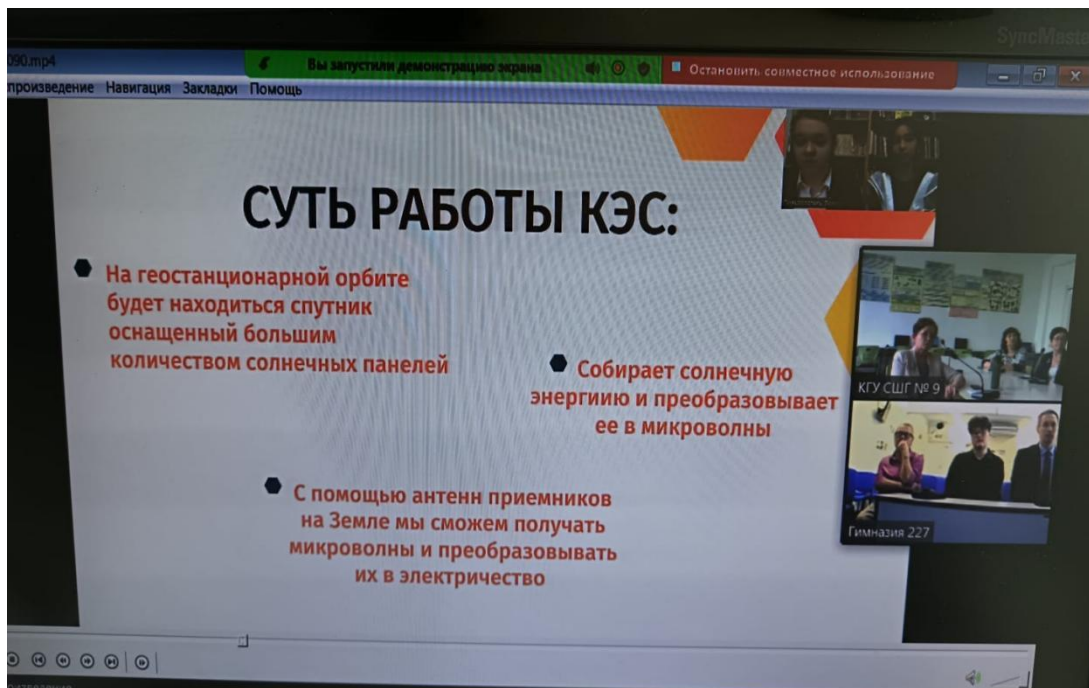 SyncMaste
090.mp4
Вы запустили демонстрацию экрана
Остановить совместное использование
произведение Навигация Закладки Помощь
СУТЬ РАБОТЫ КЭС:
На геостанционарной орбите
будет находиться спутник
оснащенный большим
количеством солнечных панелей
Собирает солнечную
энергиию и преобразовывает
ее в микроволны
С помощью антенн приемников
на Земле мы сможем получать
микроволны и преобразовывать
их в электричество
КГУ СШГ № 9
Гимназия 227